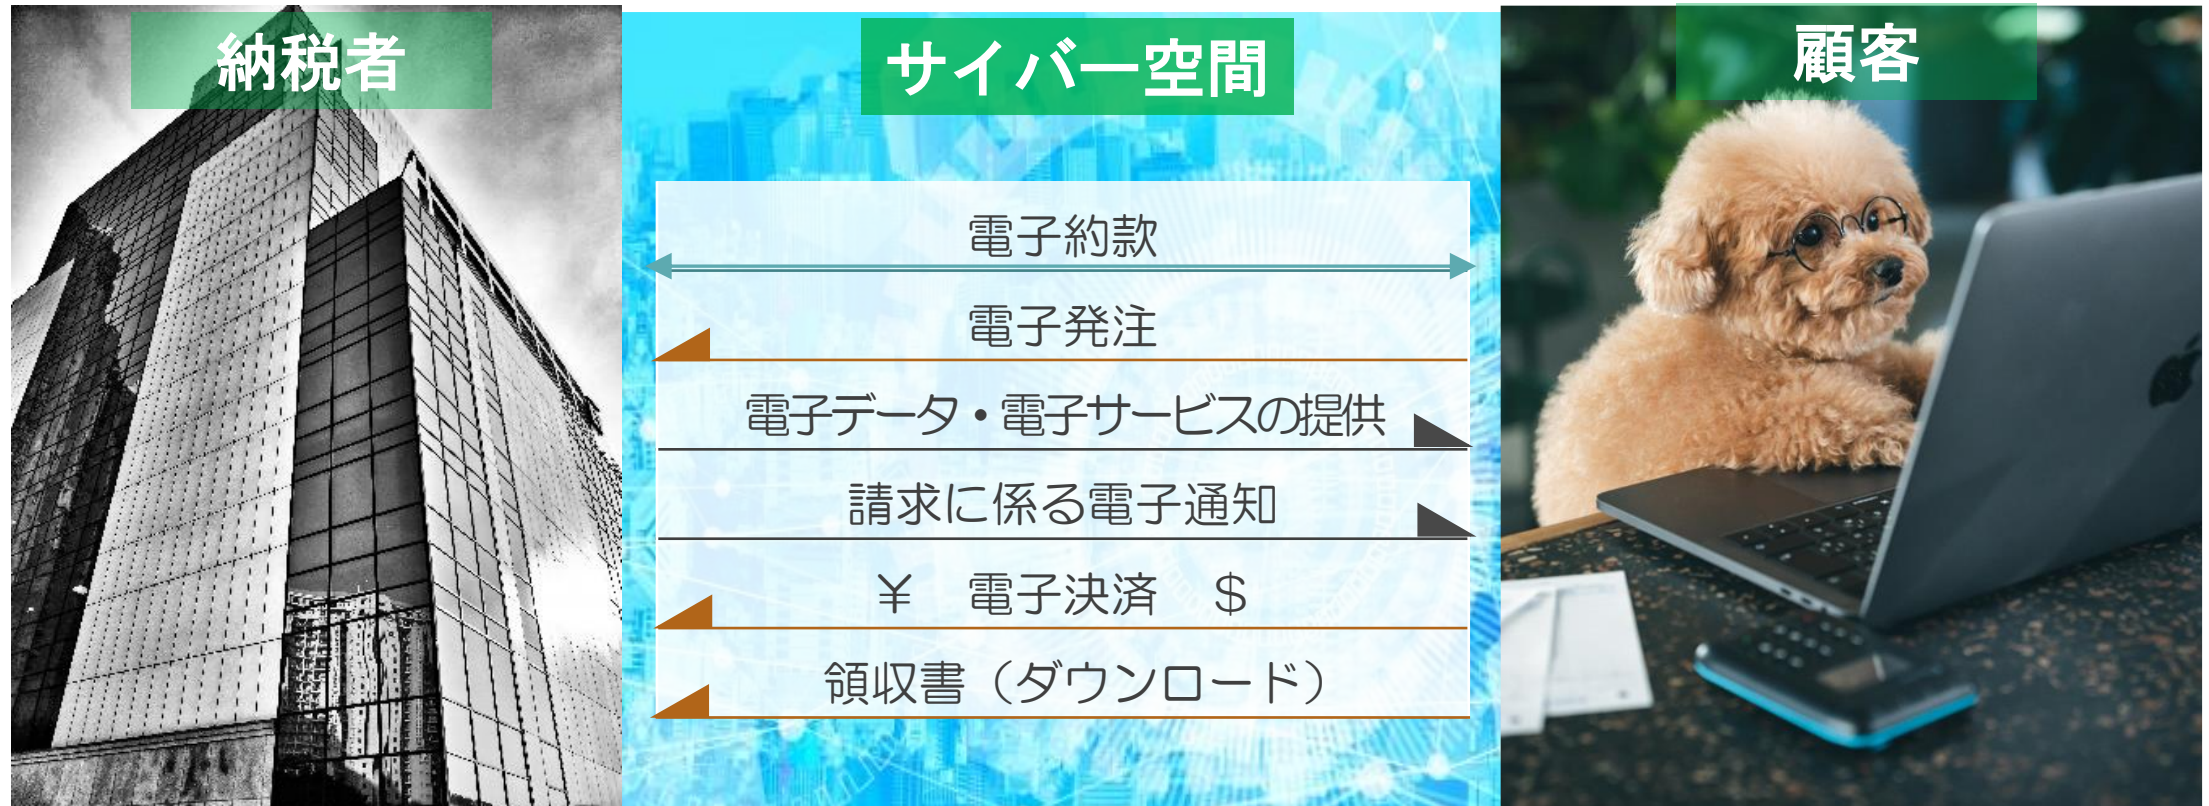 納税者
サイバー空間
顧客
電子約款
電子発注
電子データ・電子サービスの提供
請求に係る電子通知
¥　電子決済　$
領収書（ダウンロード）